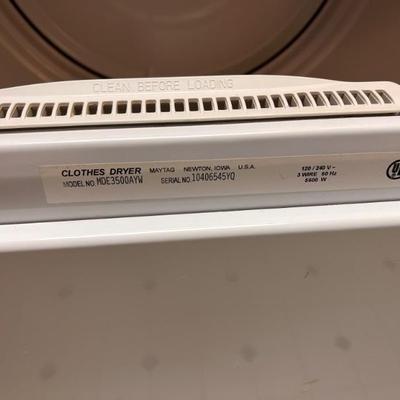 CLEAN BEFORE LOADING
CLOTHES DRYER MAYTAG NEWTON, IOWA U.S.A.
MODEL NO. MDE3500AYW SERIAL NO. 10406545YQ
120 / 240 V~
3 WIRE 60 Hz
5600 W